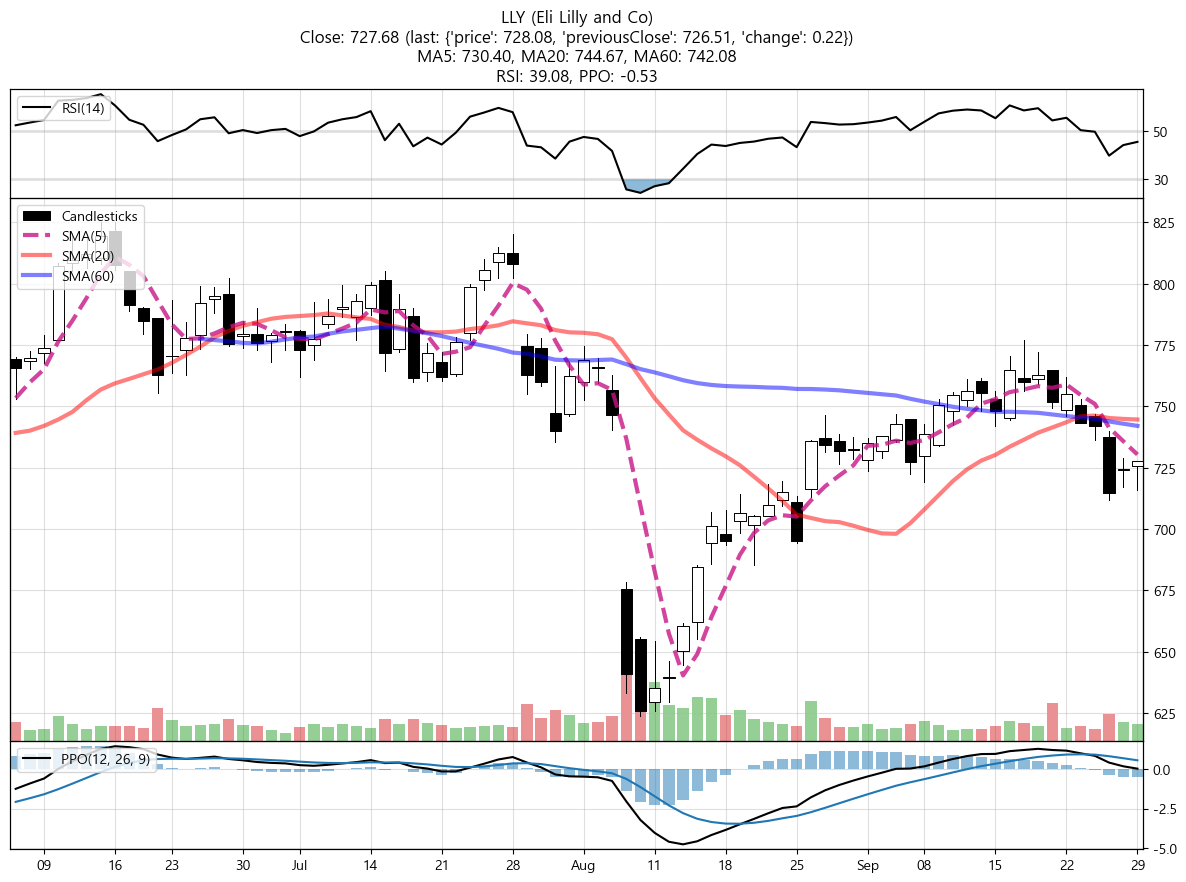 LLY (Eli Lilly and Co)
Close: 727.68 (last: {'price': 728.08, 'previousClose': 726.51, 'change': 0.22})
MA5: 730.40, MA20: 744.67, MA60: 742.08
RSI: 39.08, PPO: -0.53
RSI(14)
50
30
Candlesticks
SMA(5)
SMA(20)
SMA(60)
825
800
775
750
725
700
675
650
625
PPO(12, 26, 9)
0.0
-2.5
-5.0
09 16 23 30 Jul 14 21 28 Aug 11 18 25 Sep 08 15 22 29